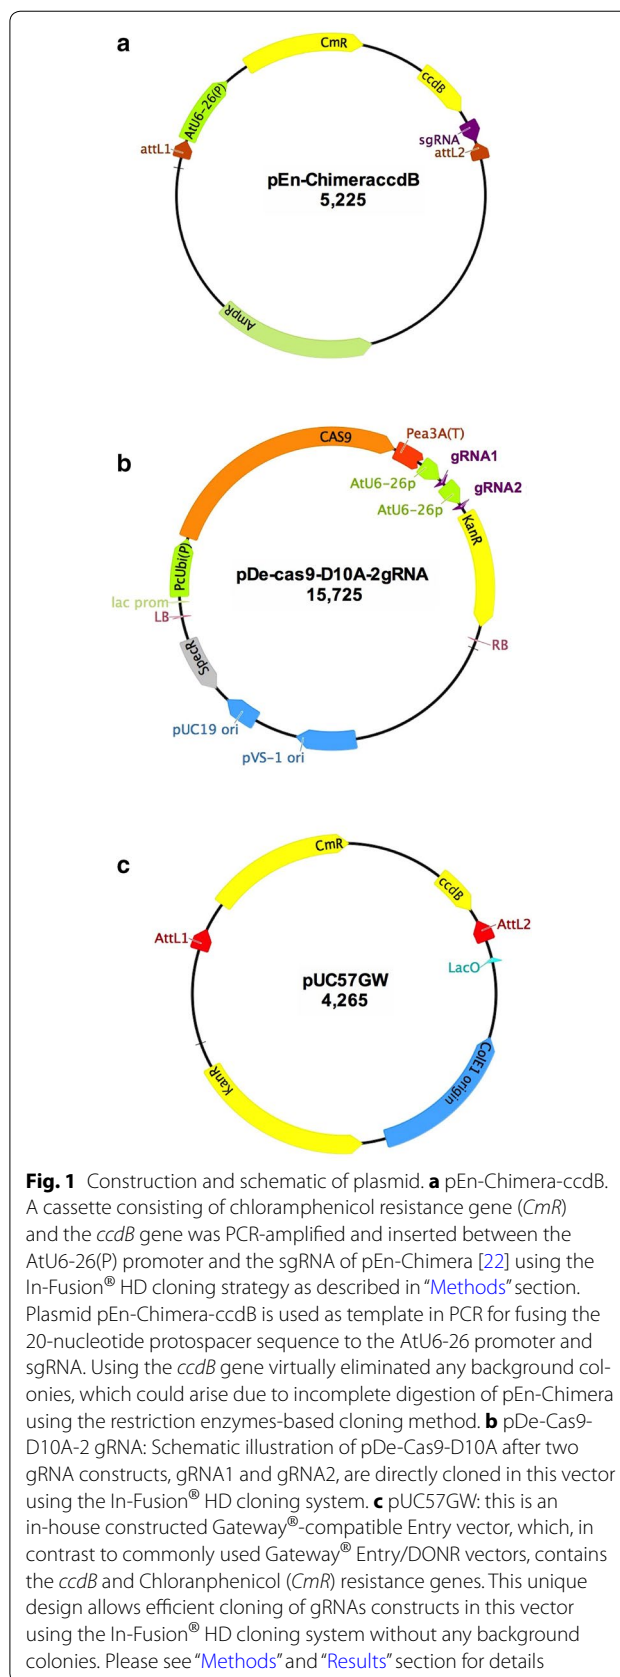 a
CmR
ccdB
AtU6-26(P)
sgRNA
attL1
attL2
pEn-ChimeraccdB
5,225
AmpR
b
CAS9
Pea3A(T)
gRNA1
AtU6-26p
gRNA2
AtU6-26p
KanR
PcUbi(P)
pDe-cas9-D10A-2gRNA
15,725
lac prom
LB
RB
SpecR
pUC19 ori
pVS-1 ori
c
CmR
ccdB
AttL1
AttL2
LacO
pUC57GW
4,265
KanR
ColE1 origin
Fig. 1 Construction and schematic of plasmid. a pEn-Chimera-ccdB.
A cassette consisting of chloramphenicol resistance gene (CmR)
and the ccdB gene was PCR-amplified and inserted between the
AtU6-26(P) promoter and the sgRNA of pEn-Chimera [22] using the
In-Fusion® HD cloning strategy as described in “Methods” section.
Plasmid pEn-Chimera-ccdB is used as template in PCR for fusing the
20-nucleotide protospacer sequence to the AtU6-26 promoter and
sgRNA. Using the ccdB gene virtually eliminated any background col-
onies, which could arise due to incomplete digestion of pEn-Chimera
using the restriction enzymes-based cloning method. b pDe-Cas9-
D10A-2 gRNA: Schematic illustration of pDe-Cas9-D10A after two
gRNA constructs, gRNA1 and gRNA2, are directly cloned in this vector
using the In-Fusion® HD cloning system. c pUC57GW: this is an
in-house constructed Gateway®-compatible Entry vector, which, in
contrast to commonly used Gateway® Entry/DONR vectors, contains
the ccdB and Chloranphenicol (CmR) resistance genes. This unique
design allows efficient cloning of gRNAs constructs in this vector
using the In-Fusion® HD cloning system without any background
colonies. Please see “Methods” and “Results” section for details